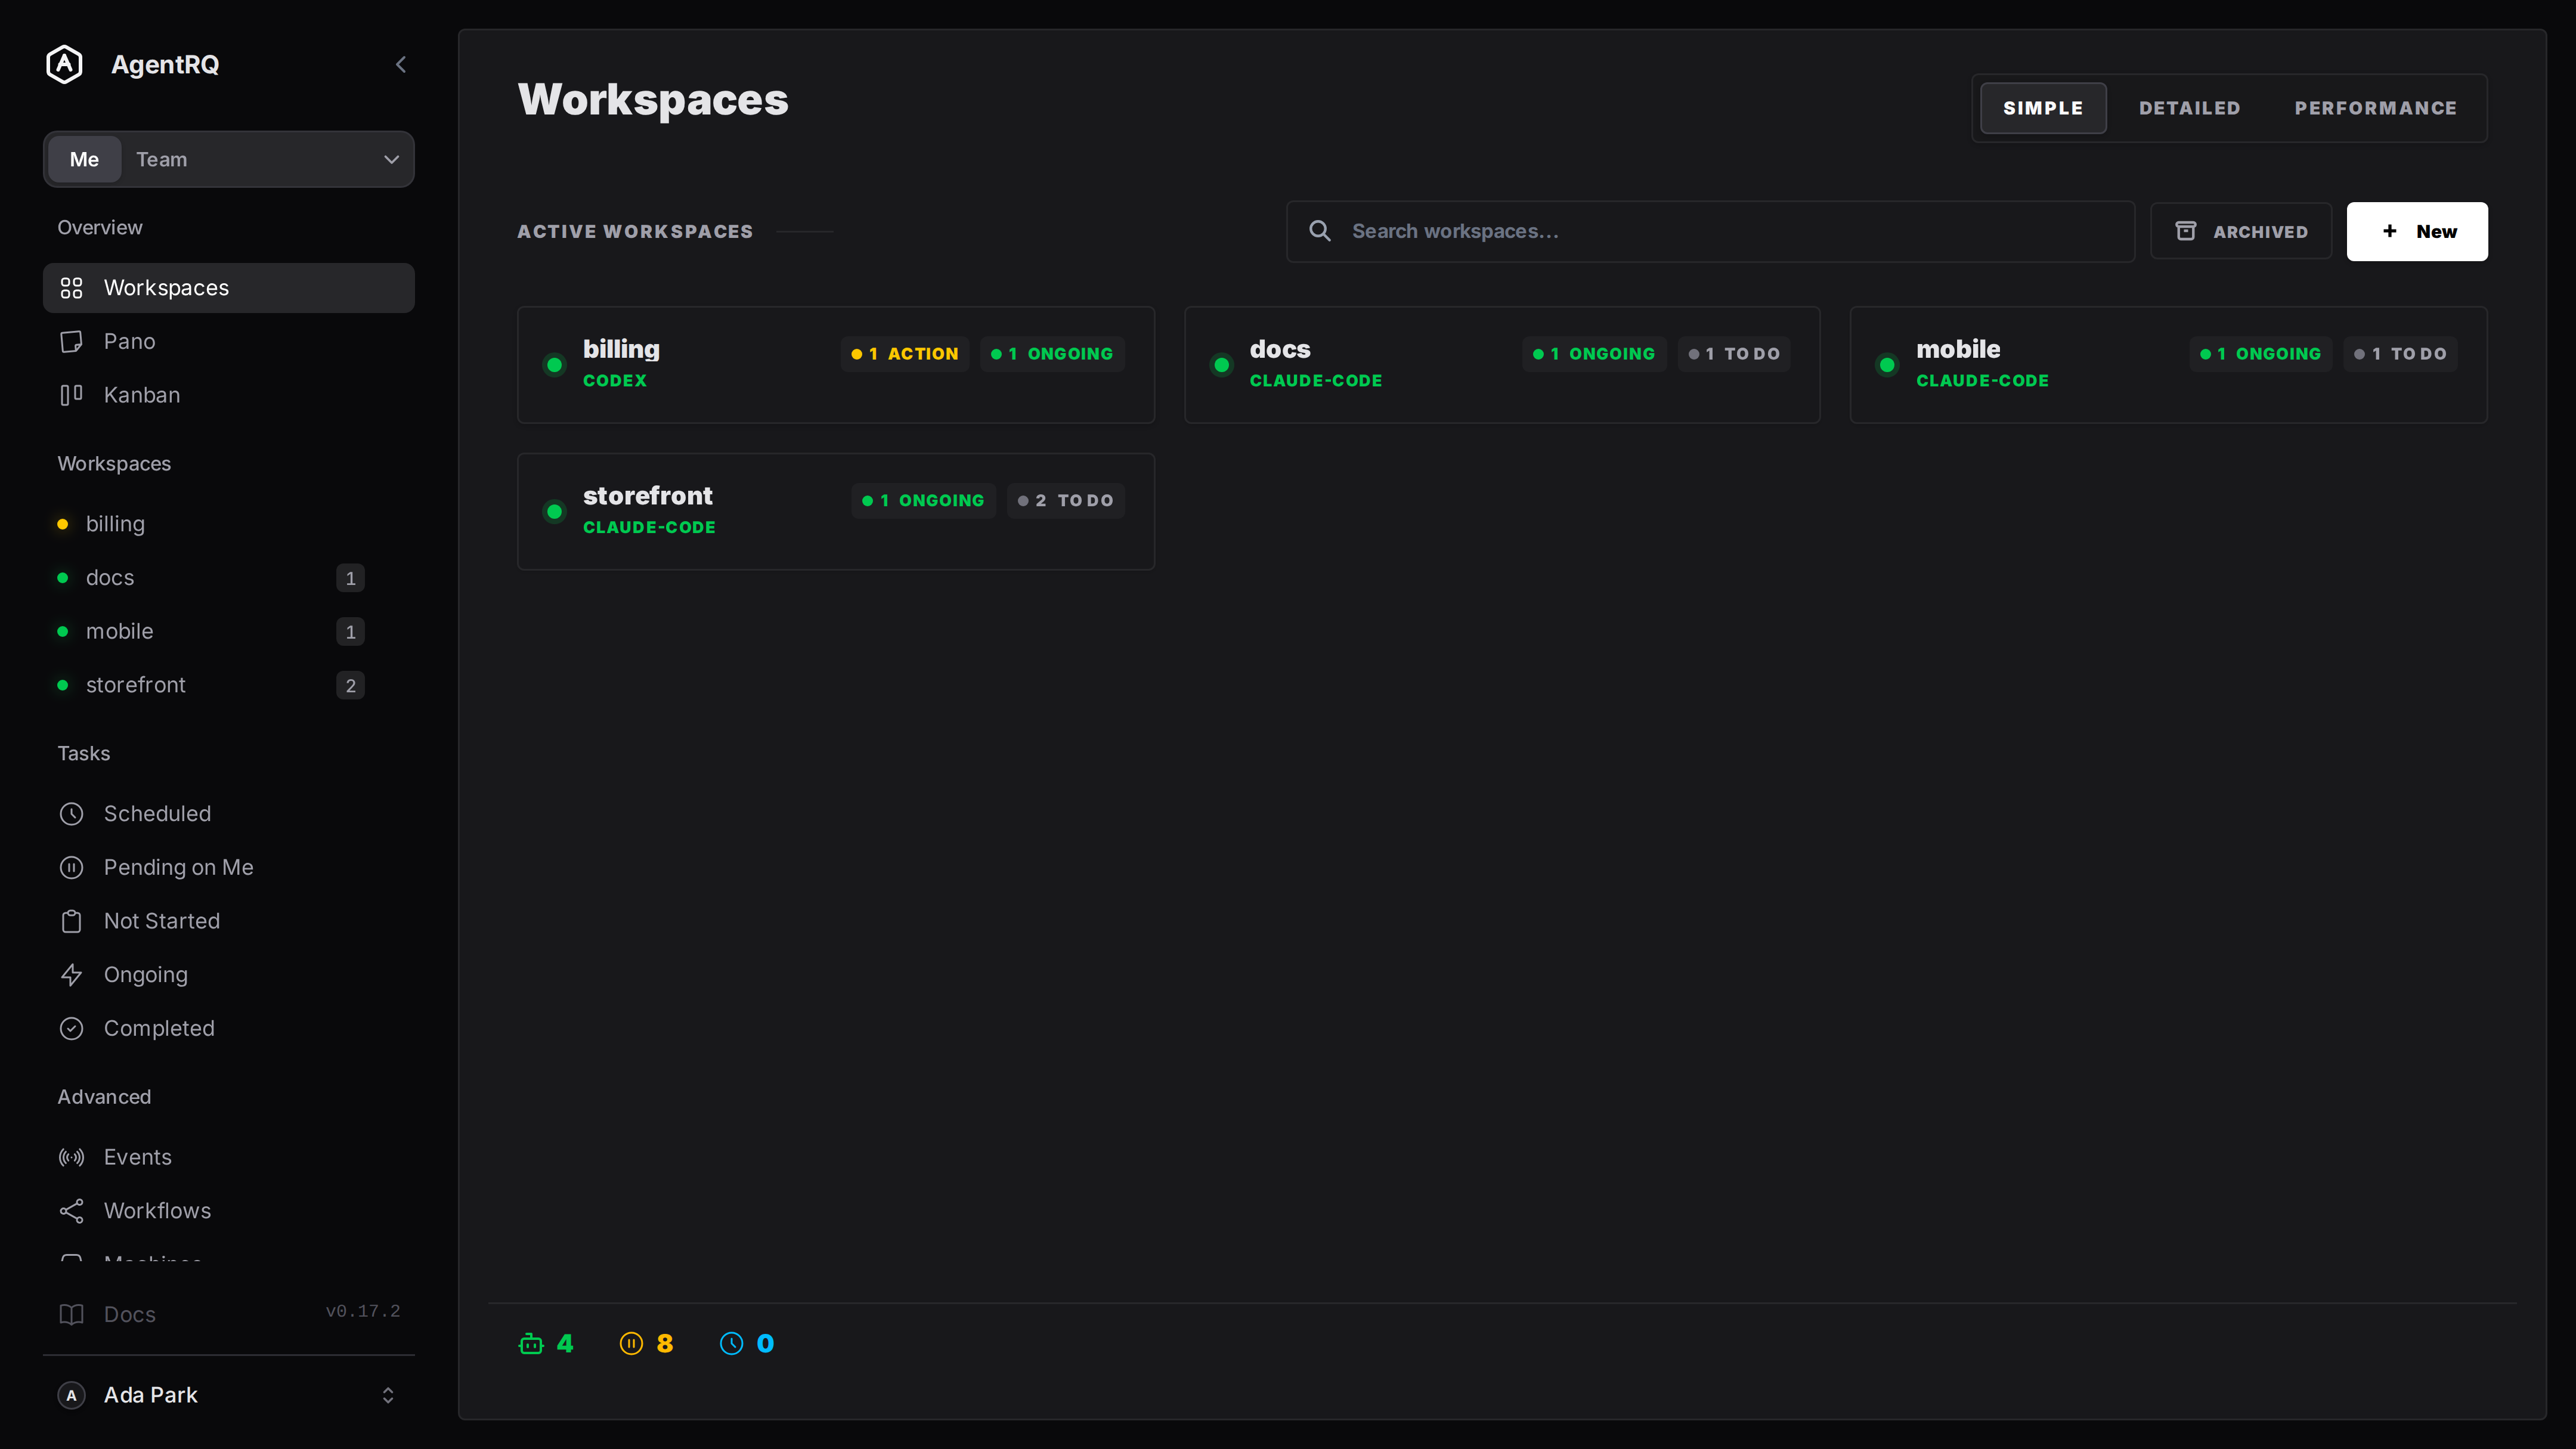 AgentRQ
Me Team
Overview
Workspaces
Pano
Kanban
Workspaces
billing
docs 1
mobile 1
storefront 2
Tasks
Scheduled
Pending on Me
Not Started
Ongoing
Completed
Advanced
Events
Workflows
Machines
Docs v0.17.2
A Ada Park
Workspaces
SIMPLE DETAILED PERFORMANCE
ACTIVE WORKSPACES
Search workspaces...
ARCHIVED
+ New
billing
CODEX
1 ACTION 1 ONGOING
docs
CLAUDE-CODE
1 ONGOING 1 TO DO
mobile
CLAUDE-CODE
1 ONGOING 1 TO DO
storefront
CLAUDE-CODE
1 ONGOING 2 TO DO
4 8 0